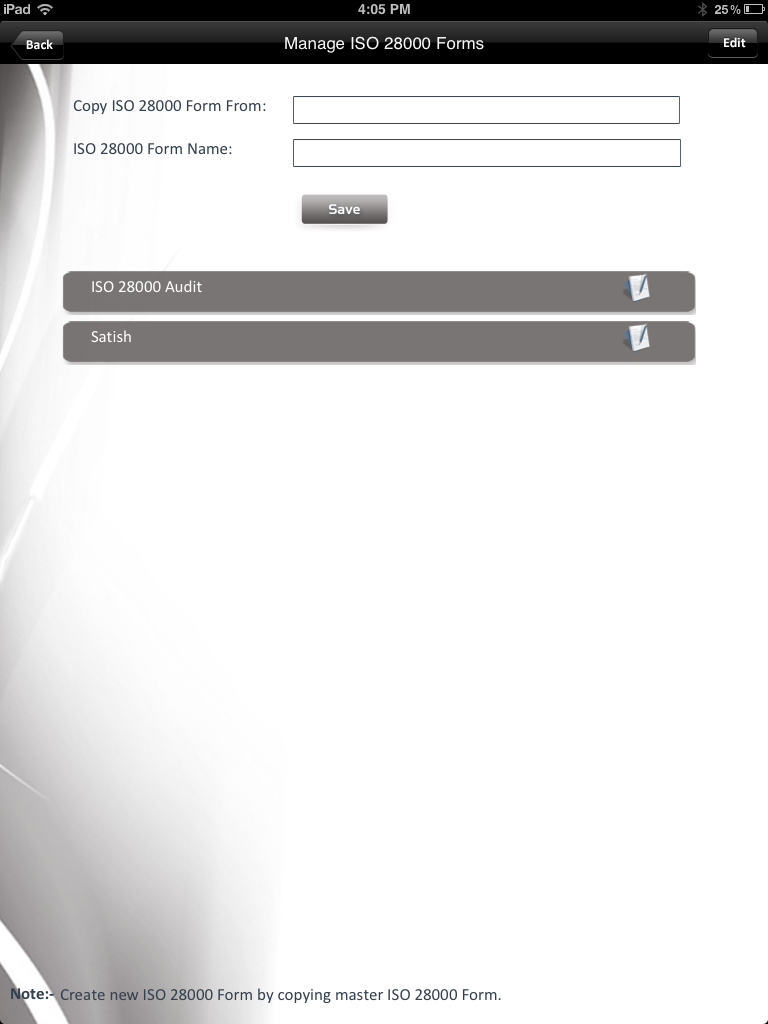 iPad 4:05 PM 25%
Back Manage ISO 28000 Forms Edit
Copy ISO 28000 Form From:
ISO 28000 Form Name:
Save
ISO 28000 Audit
Satish
Note:- Create new ISO 28000 Form by copying master ISO 28000 Form.